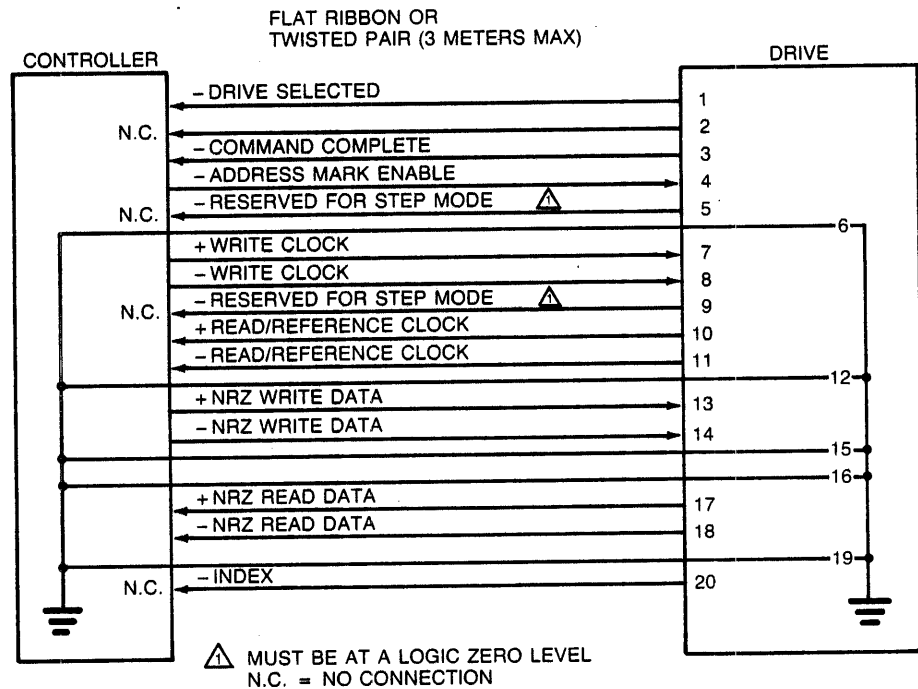 FLAT RIBBON OR
TWISTED PAIR (3 METERS MAX)
CONTROLLER
DRIVE
– DRIVE SELECTED
1
N.C.
2
– COMMAND COMPLETE
3
– ADDRESS MARK ENABLE
4
N.C.
– RESERVED FOR STEP MODE
1
5
6
+ WRITE CLOCK
7
– WRITE CLOCK
8
N.C.
– RESERVED FOR STEP MODE
1
9
+ READ/REFERENCE CLOCK
10
– READ/REFERENCE CLOCK
11
12
+ NRZ WRITE DATA
13
– NRZ WRITE DATA
14
15
16
+ NRZ READ DATA
17
– NRZ READ DATA
18
19
N.C.
– INDEX
20
1 MUST BE AT A LOGIC ZERO LEVEL
N.C. = NO CONNECTION